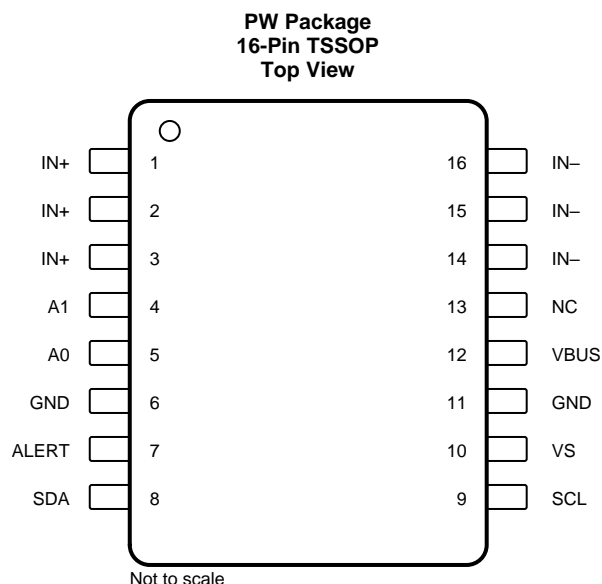 PW Package
16-Pin TSSOP
Top View
IN+ 1 16 IN–
IN+ 2 15 IN–
IN+ 3 14 IN–
A1 4 13 NC
A0 5 12 VBUS
GND 6 11 GND
ALERT 7 10 VS
SDA 8 9 SCL
Not to scale